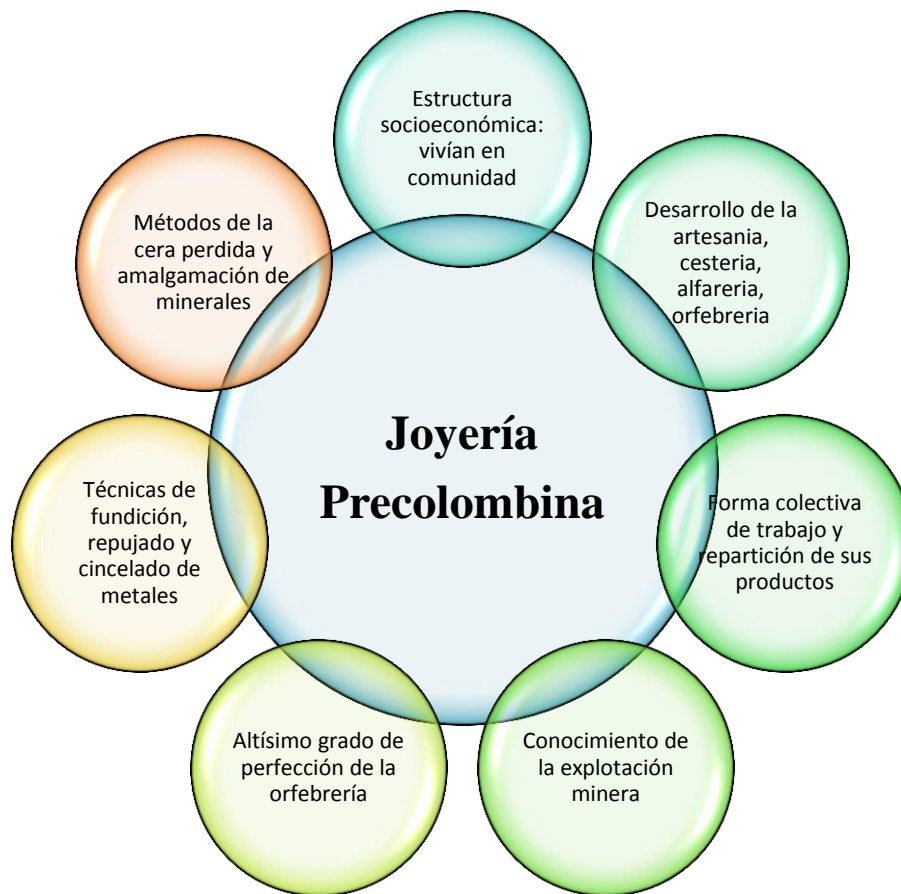 Estructura
socioeconómica:
vivían en
comunidad
Desarrollo de la
artesania,
cesteria,
alfareria,
orfebreria
Forma colectiva
de trabajo y
repartición de sus
productos
Conocimiento de
la explotación
minera
Altísimo grado de
perfección de la
orfebrería
Técnicas de
fundición,
repujado y
cincelado de
metales
Métodos de la
cera perdida y
amalgamación de
minerales
Joyería
Precolombina